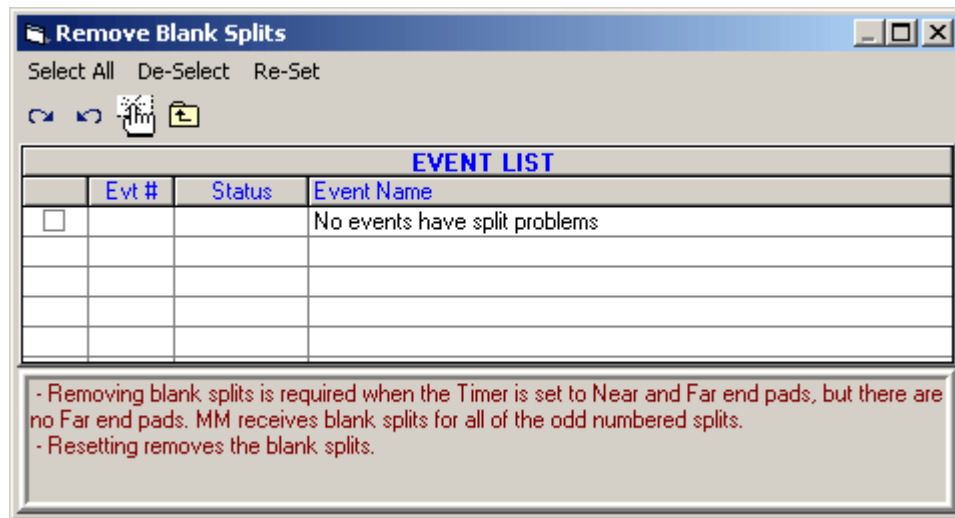 Remove Blank Splits
Select All De-Select Re-Set
EVENT LIST
Evt # Status Event Name
No events have split problems
- Removing blank splits is required when the Timer is set to Near and Far end pads, but there are
no Far end pads. MM receives blank splits for all of the odd numbered splits.
- Resetting removes the blank splits.